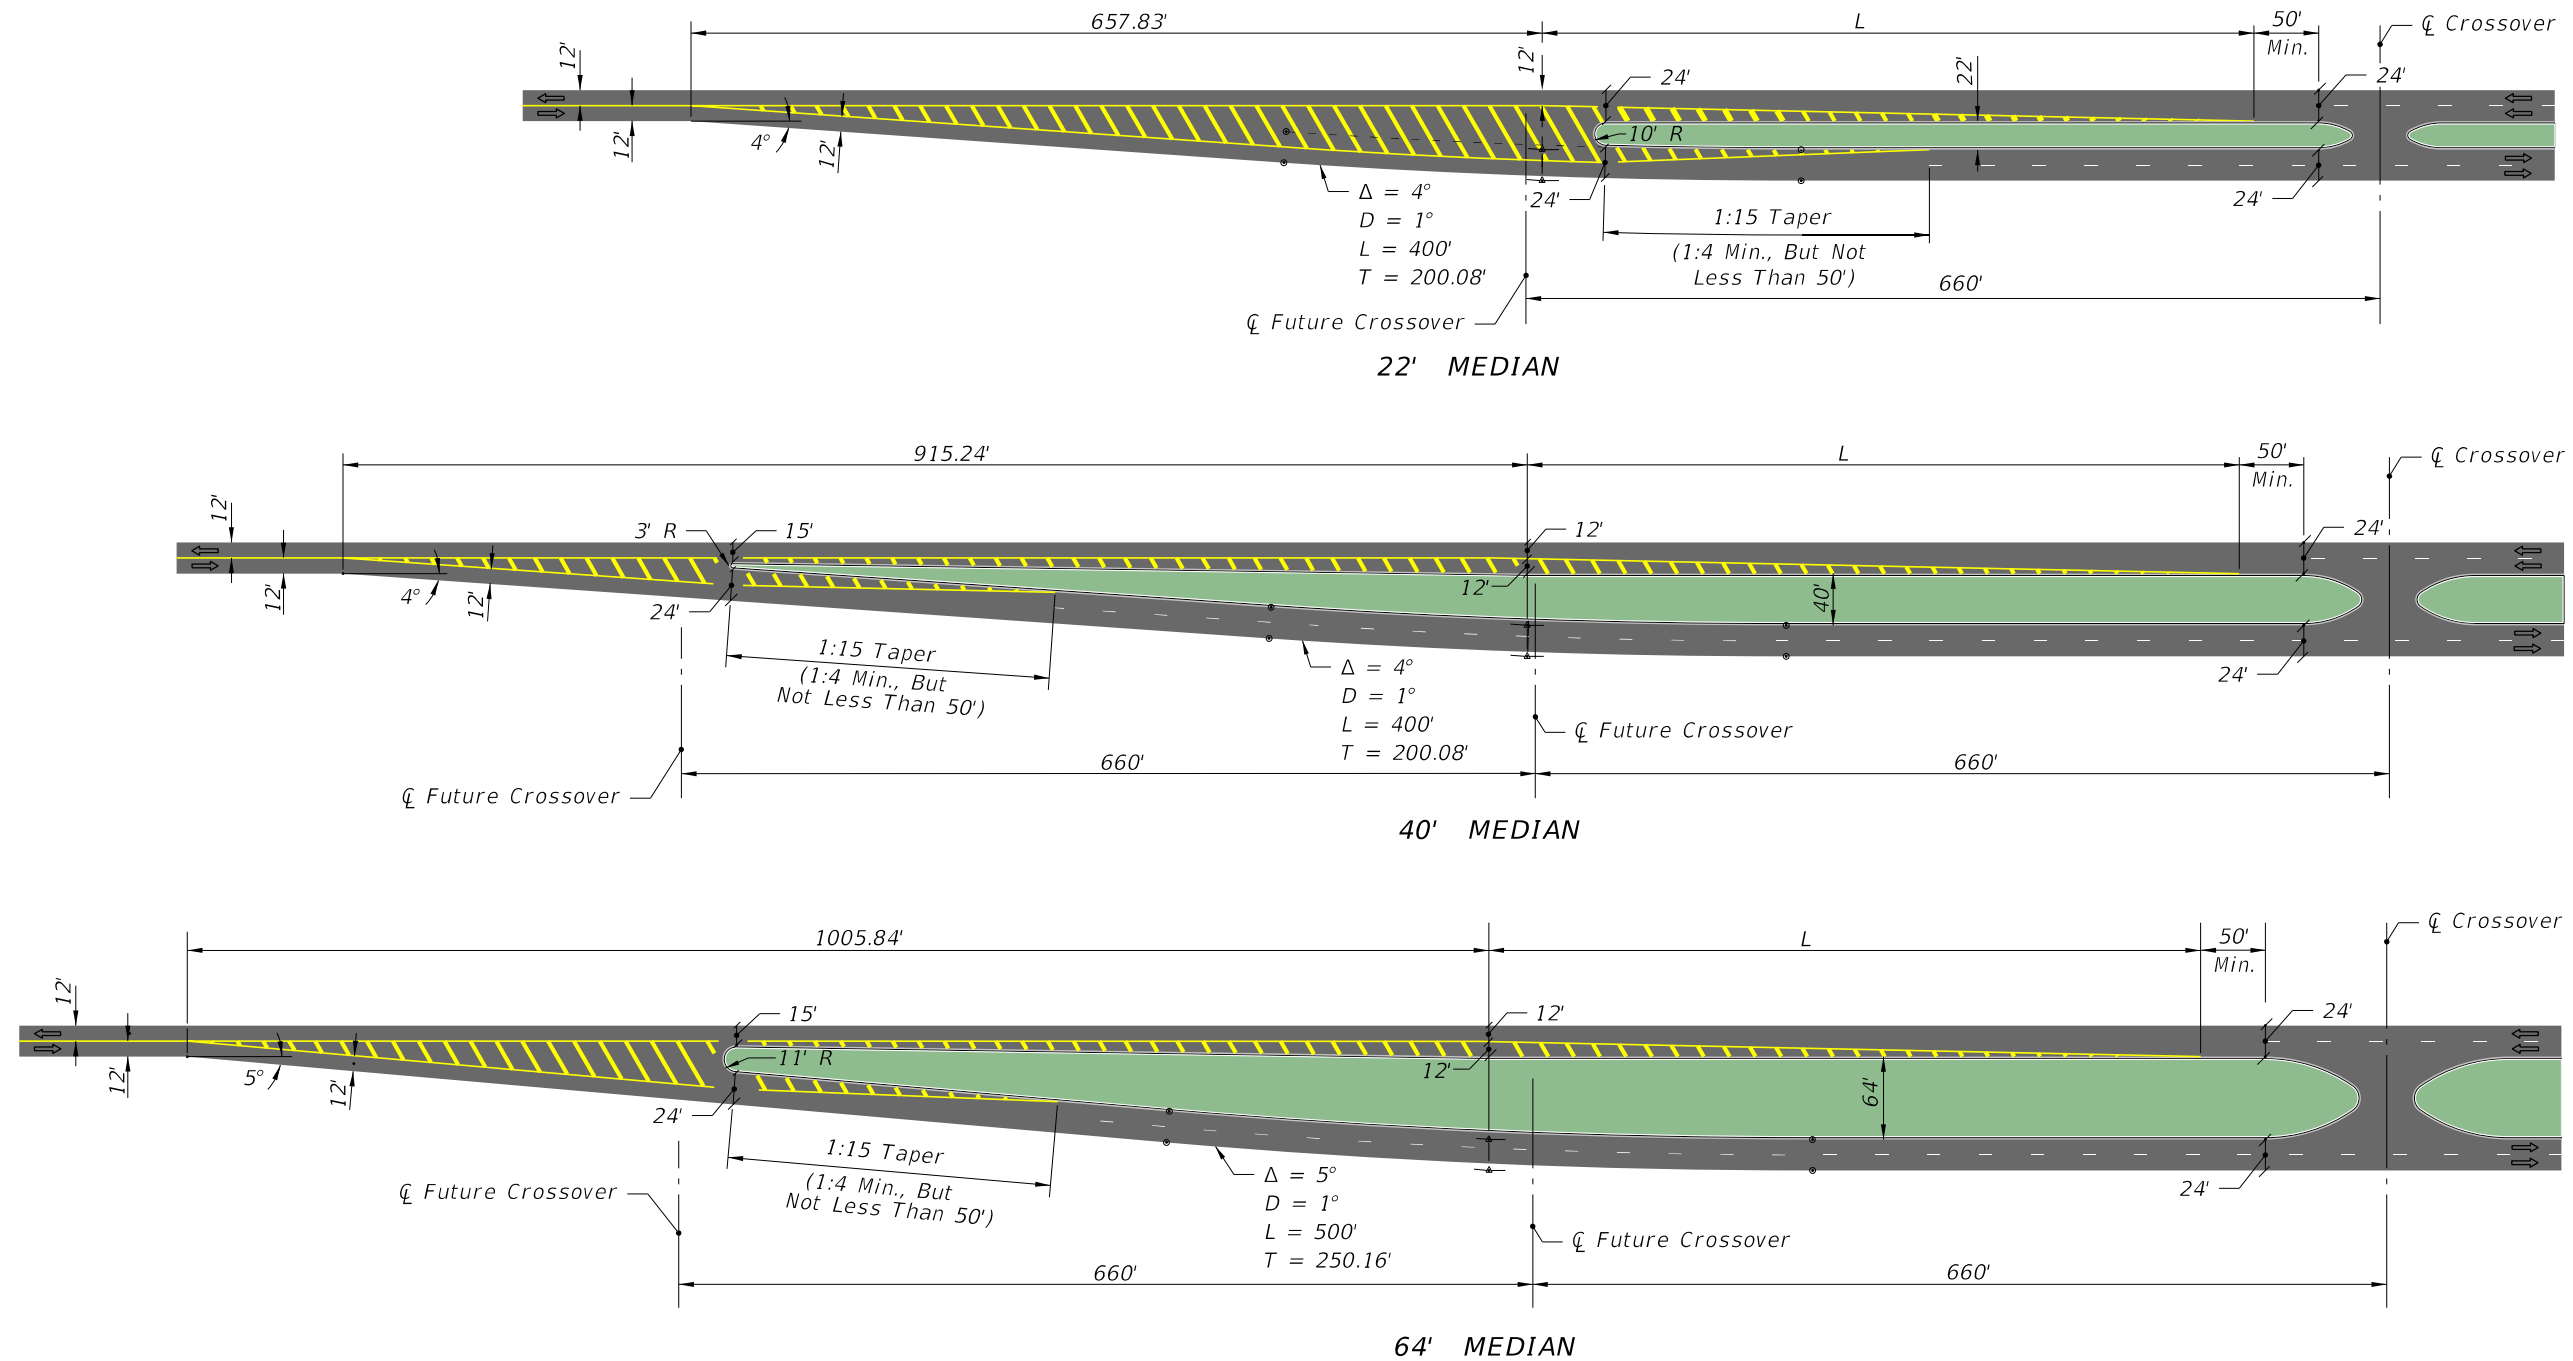 657.83'
L
50'
Min.
℄ Crossover
12'
12'
12'
24'
22'
24'
4°
12'
10' R
24'
24'
Δ = 4°
D = 1°
L = 400'
T = 200.08'
1:15 Taper
(1:4 Min., But Not
Less Than 50')
660'
℄ Future Crossover
22' MEDIAN
915.24'
L
50'
Min.
℄ Crossover
12'
12'
3' R
15'
12'
24'
4°
12'
24'
12'
40'
24'
1:15 Taper
(1:4 Min., But
Not Less Than 50')
Δ = 4°
D = 1°
L = 400'
T = 200.08'
℄ Future Crossover
660'
660'
℄ Future Crossover
40' MEDIAN
1005.84'
L
50'
Min.
℄ Crossover
12'
12'
15'
12'
24'
5°
12'
11' R
24'
12'
64'
24'
1:15 Taper
(1:4 Min., But
Not Less Than 50')
℄ Future Crossover
Δ = 5°
D = 1°
L = 500'
T = 250.16'
℄ Future Crossover
660'
660'
64' MEDIAN